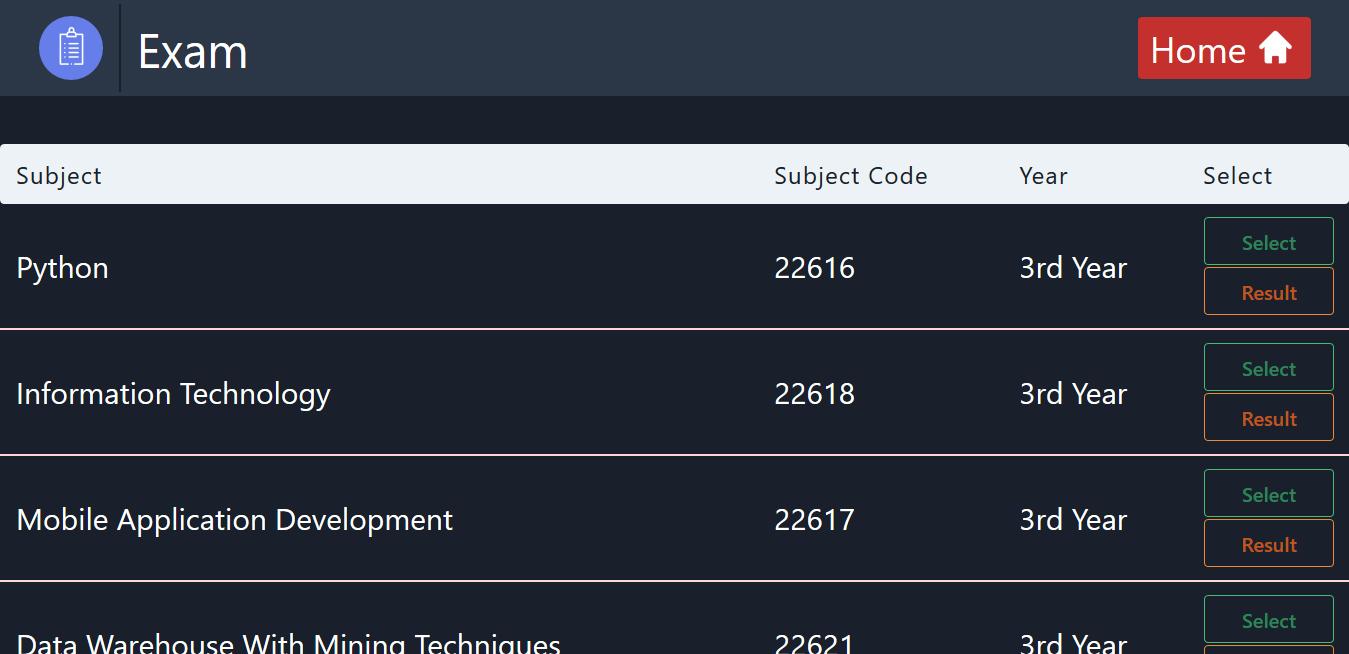 Exam
Home
Subject Subject Code Year Select
Python 22616 3rd Year Select
Result
Information Technology 22618 3rd Year Select
Result
Mobile Application Development 22617 3rd Year Select
Result
Data Warehouse With Mining Techniques 22621 3rd Year Select